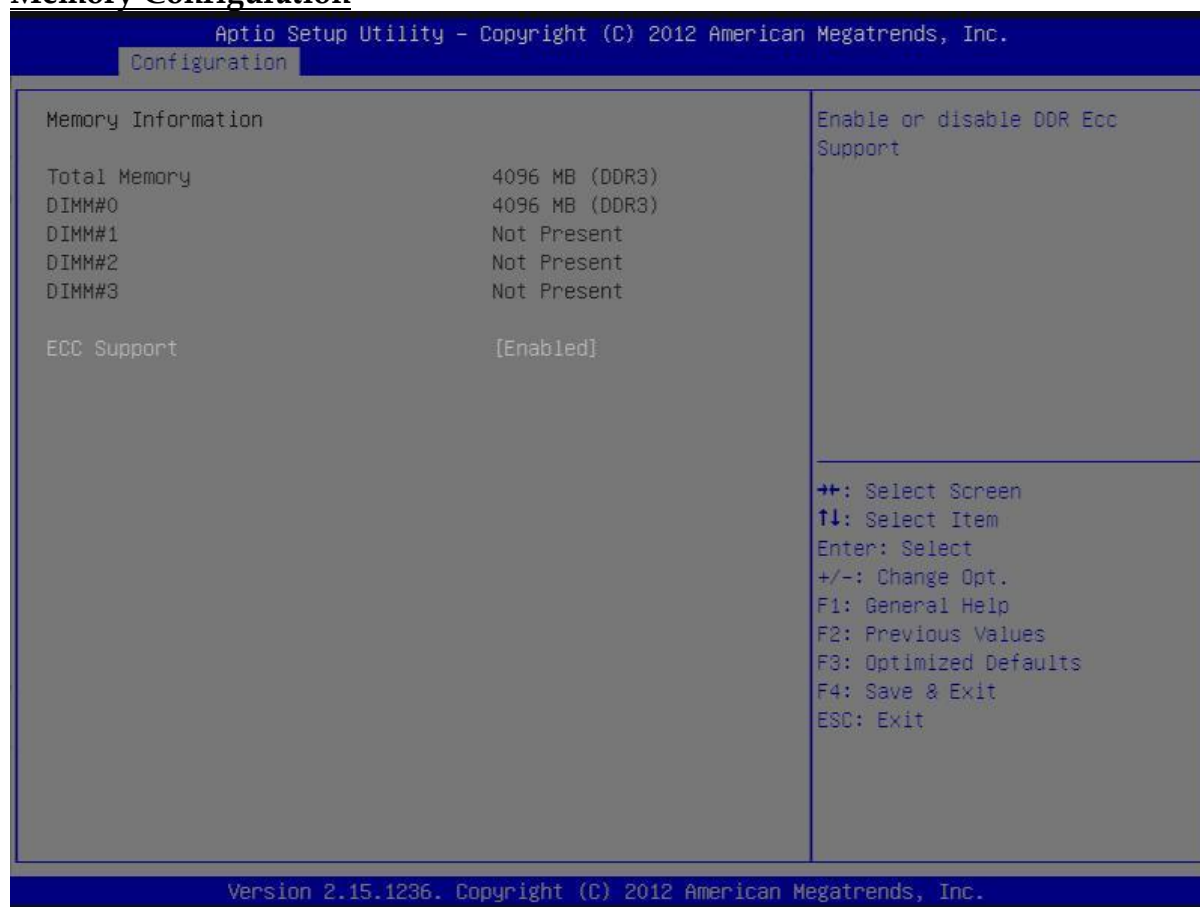 Memory Configuration
Aptio Setup Utility – Copyright (C) 2012 American Megatrends, Inc.
Configuration
Memory Information
Total Memory 4096 MB (DDR3)
DIMM#0 4096 MB (DDR3)
DIMM#1 Not Present
DIMM#2 Not Present
DIMM#3 Not Present
ECC Support [Enabled]
Enable or disable DDR Ecc
Support
→←: Select Screen
↑↓: Select Item
Enter: Select
+/-: Change Opt.
F1: General Help
F2: Previous Values
F3: Optimized Defaults
F4: Save & Exit
ESC: Exit
Version 2.15.1236. Copyright (C) 2012 American Megatrends, Inc.